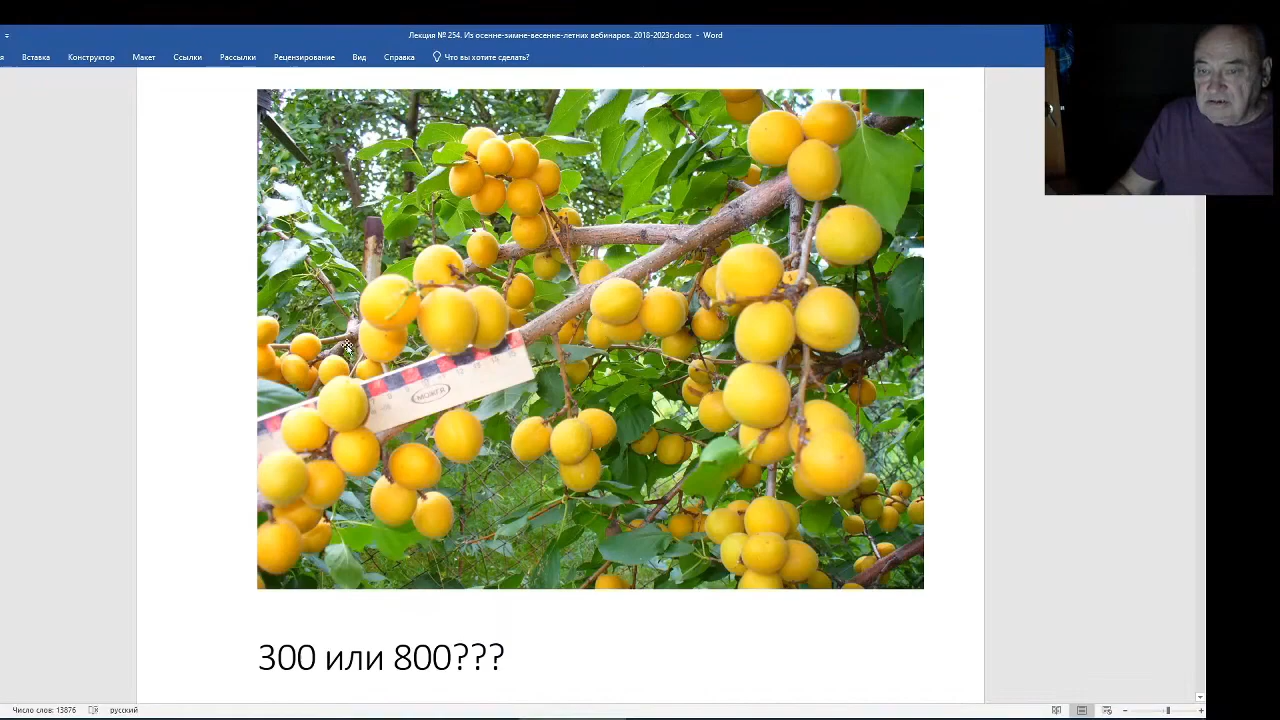 Лекция № 254. Из осенне-зимне-весенне-летних вебинаров. 2018-2023г.docx - Word
Вставка Конструктор Макет Ссылки Рассылки Рецензирование Вид Справка Что вы хотите сделать?
МОЖГА
300 или 800???
Число слов: 13876 русский